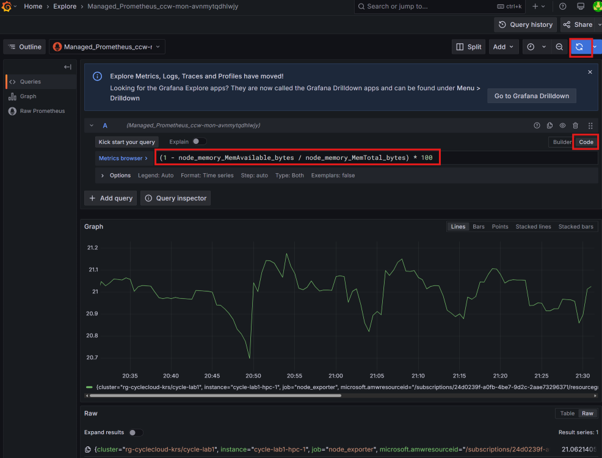 Home › Explore › Managed_Prometheus_ccw-mon-avnmytqdhlwjy
Search or jump to...
ctrl+k
Query history
Share
Outline
Managed_Prometheus_ccw-r
Split
Add
Queries
Graph
Raw Prometheus
Explore Metrics, Logs, Traces and Profiles have moved!
Looking for the Grafana Explore apps? They are now called the Grafana Drilldown apps and can be found under Menu >
Drilldown
Go to Grafana Drilldown
A
(Managed_Prometheus_ccw-mon-avnmytqdhlwjy)
Kick start your query
Explain
Builder
Code
Metrics browser >
(1 - node_memory_MemAvailable_bytes / node_memory_MemTotal_bytes) * 100
Options
Legend: Auto
Format: Time series
Step: auto
Type: Both
Exemplars: false
+ Add query
Query inspector
Graph
Lines
Bars
Points
Stacked lines
Stacked bars
21.2
21.1
21
20.9
20.8
20.7
20:35
20:40
20:45
20:50
20:55
21:00
21:05
21:10
21:15
21:20
21:25
21:30
{cluster="rg-cyclecloud-krs/cycle-lab1", instance="cycle-lab1-hpc-1", job="node_exporter", microsoft.amwresourceid="/subscriptions/24d0239f-a0fb-4be7-9d2c-2aae73296371/resourceg
Raw
Table
Raw
Expand results
Result series: 1
{cluster="rg-cyclecloud-krs/cycle-lab1", instance="cycle-lab1-hpc-1", job="node_exporter", microsoft.amwresourceid="/subscriptions/24d0239f-
21.0621401